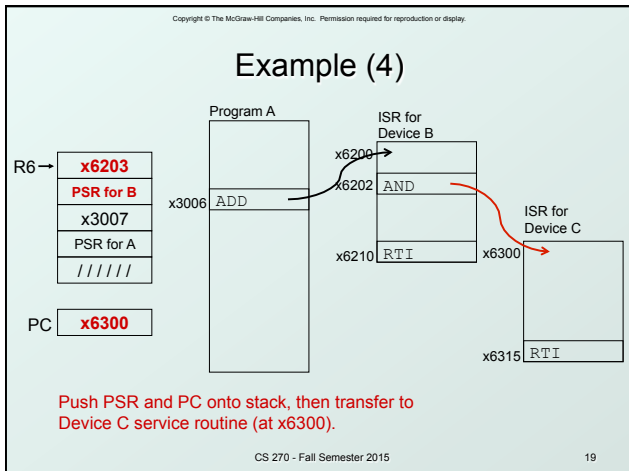 Copyright © The McGraw-Hill Companies, Inc. Permission required for reproduction or display.
Example (4)
Program A
ISR for
Device B
R6
x6203
PSR for B
x3007
PSR for A
//////
PC
x6300
x3006
ADD
x6200
x6202
AND
x6210
RTI
ISR for
Device C
x6300
x6315
RTI
Push PSR and PC onto stack, then transfer to
Device C service routine (at x6300).
CS 270 - Fall Semester 2015
19